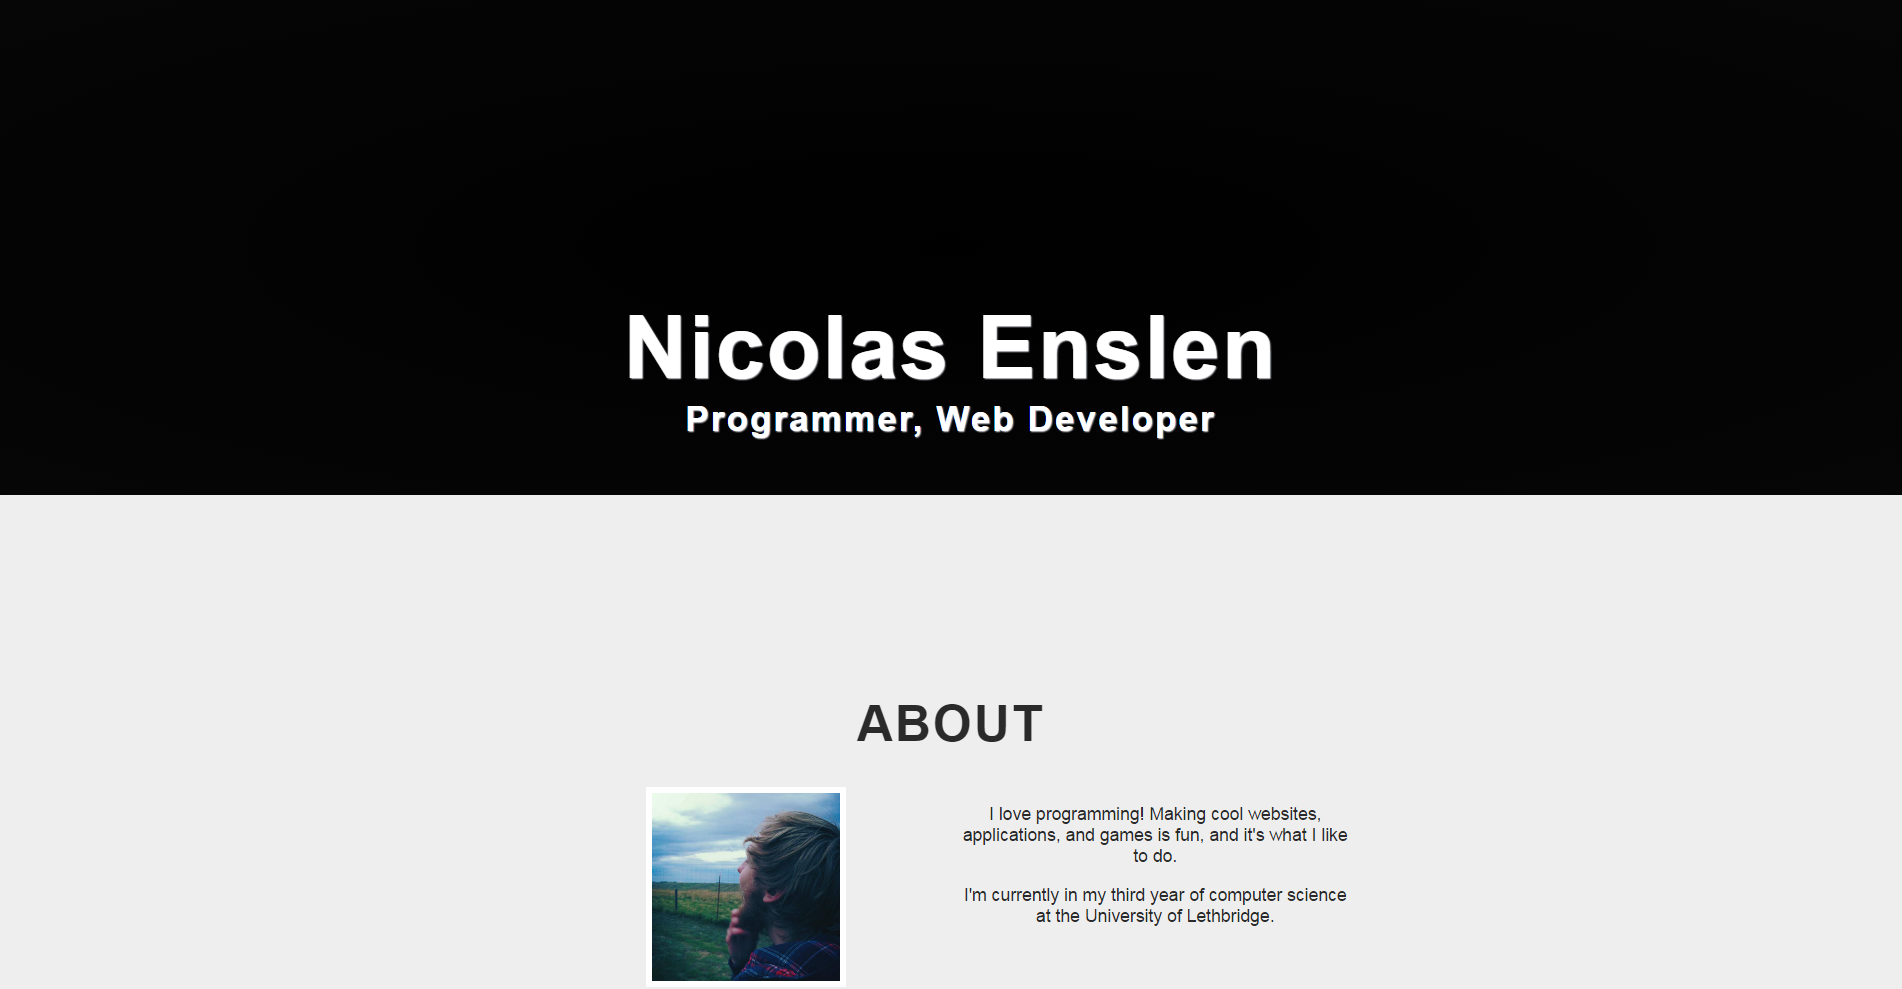 Nicolas Enslen
Programmer, Web Developer
ABOUT
I love programming! Making cool websites,
applications, and games is fun, and it's what I like
to do.
I'm currently in my third year of computer science
at the University of Lethbridge.